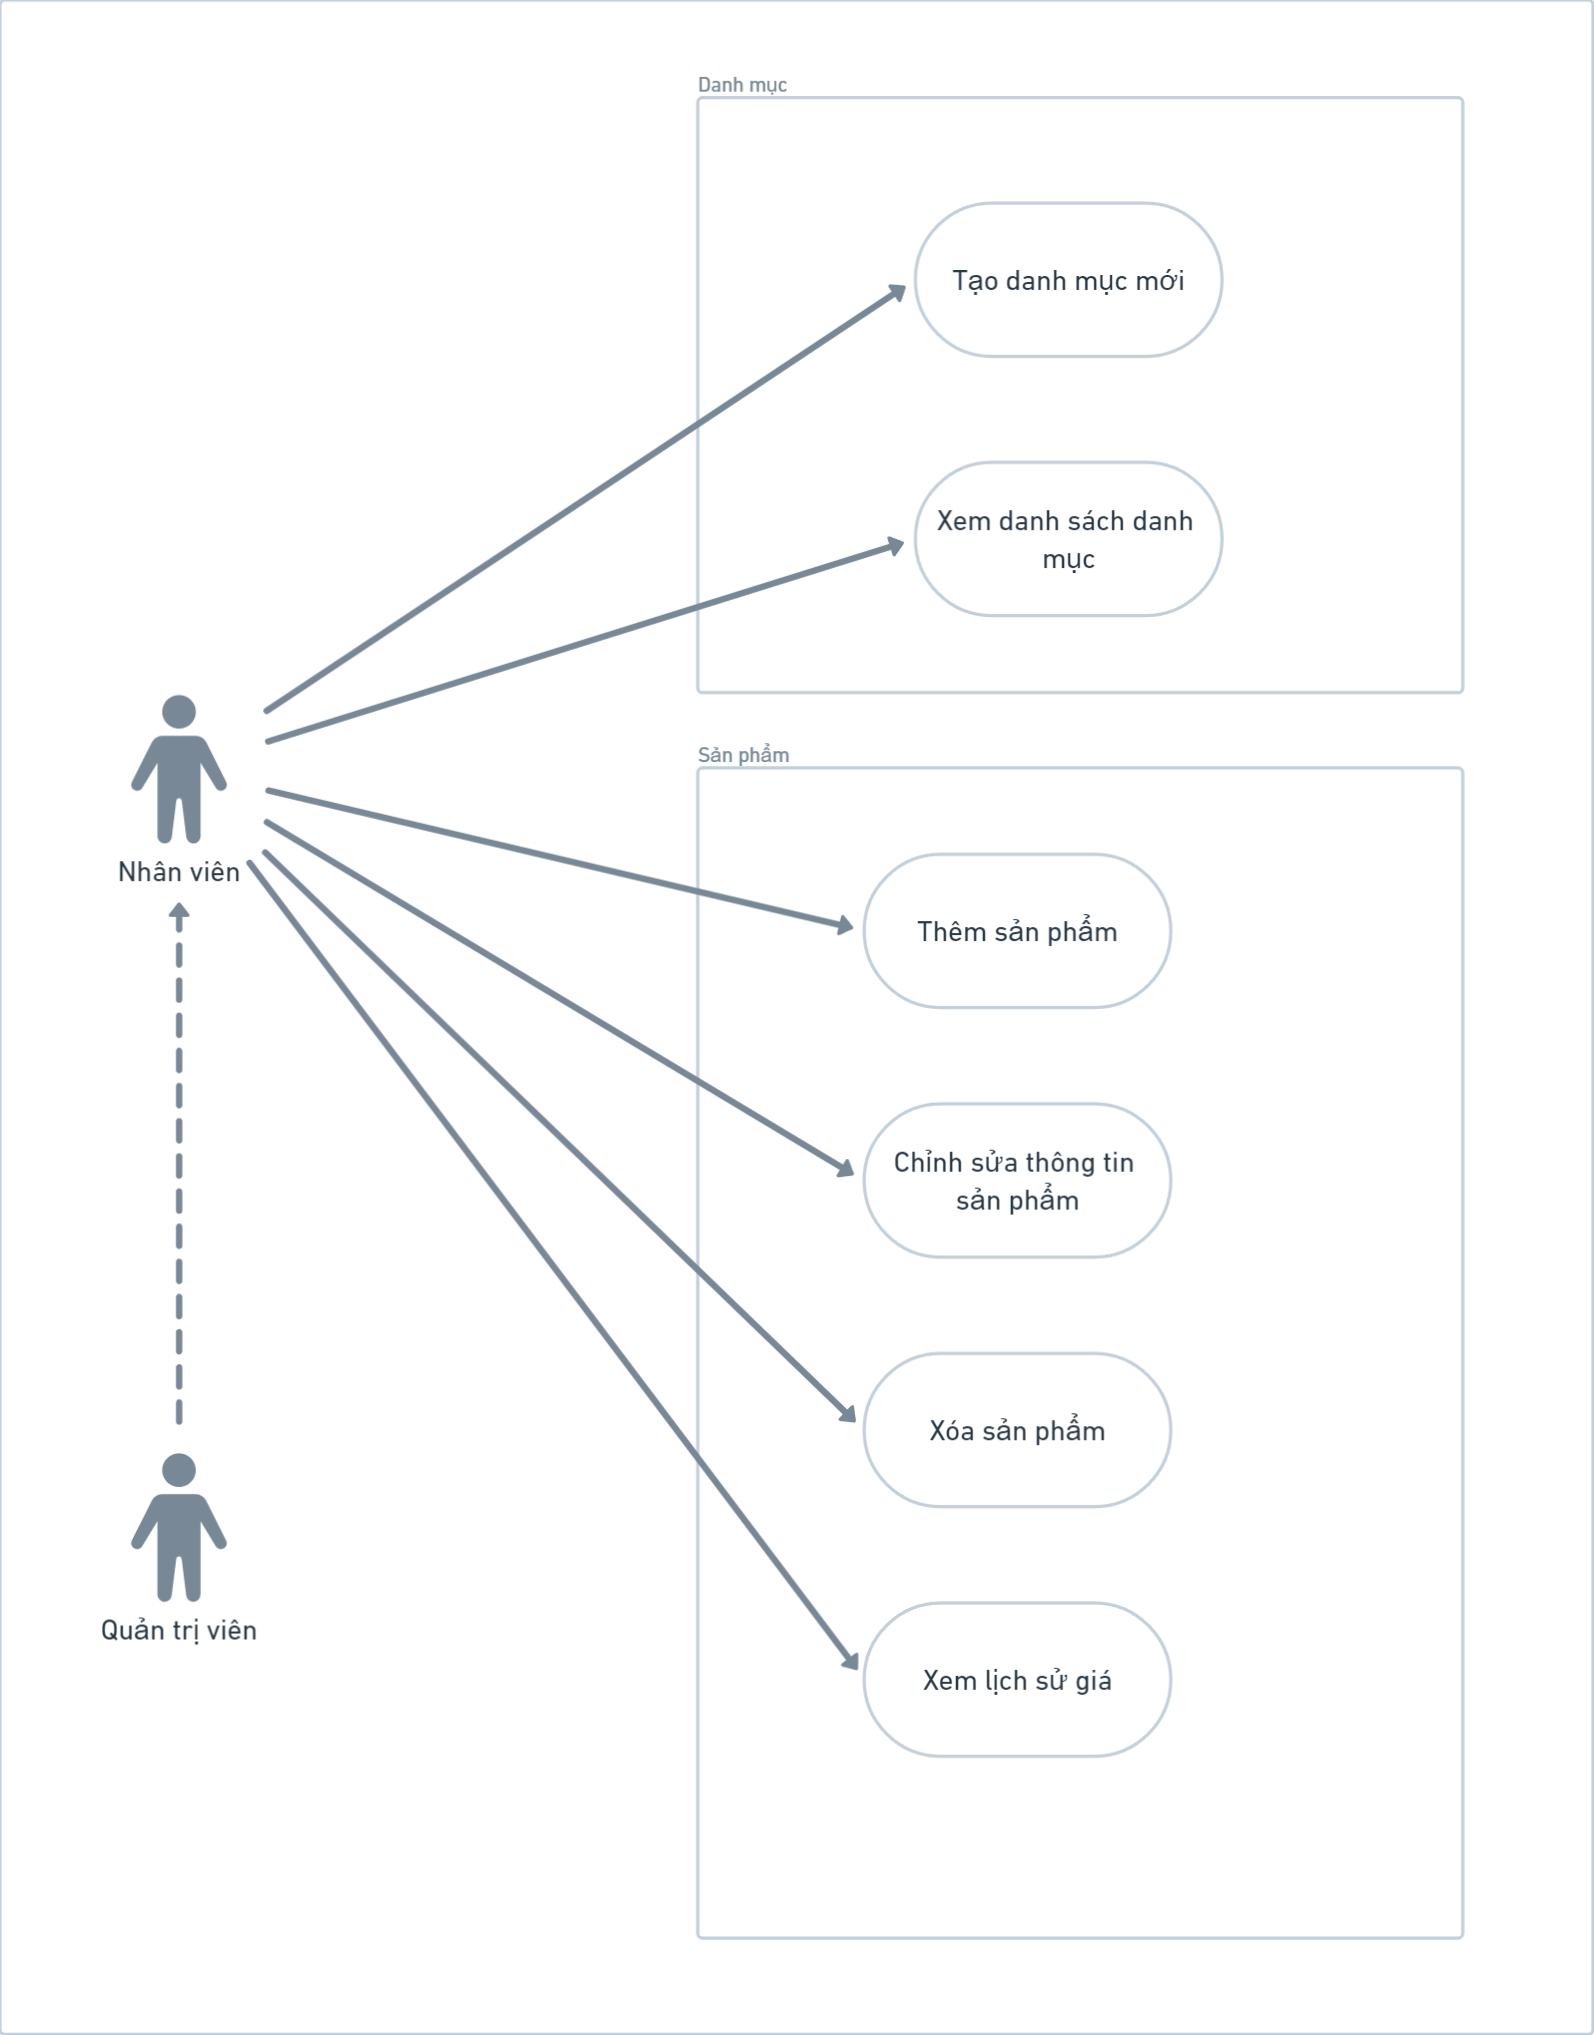 Danh mục
Tạo danh mục mới
Xem danh sách danh
mục
Nhân viên
Sản phẩm
Thêm sản phẩm
Chỉnh sửa thông tin
sản phẩm
Xóa sản phẩm
Quản trị viên
Xem lịch sử giá